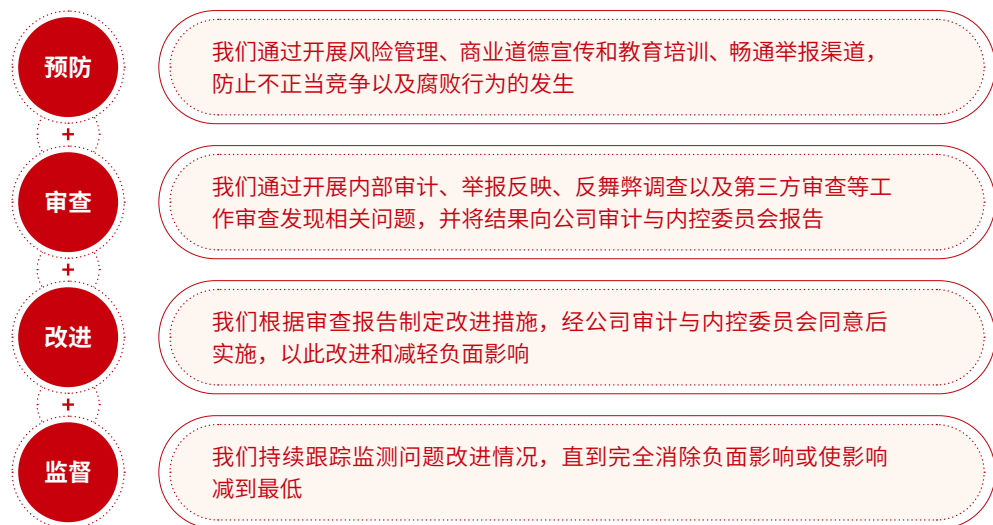 预防
我们通过开展风险管理、商业道德宣传和教育培训、畅通举报渠道，
防止不正当竞争以及腐败行为的发生
+
审查
我们通过开展内部审计、举报反映、反舞弊调查以及第三方审查等工
作审查发现相关问题，并将结果向公司审计与内控委员会报告
+
改进
我们根据审查报告制定改进措施，经公司审计与内控委员会同意后
实施，以此改进和减轻负面影响
+
监督
我们持续跟踪监测问题改进情况，直到完全消除负面影响或使影响
减到最低